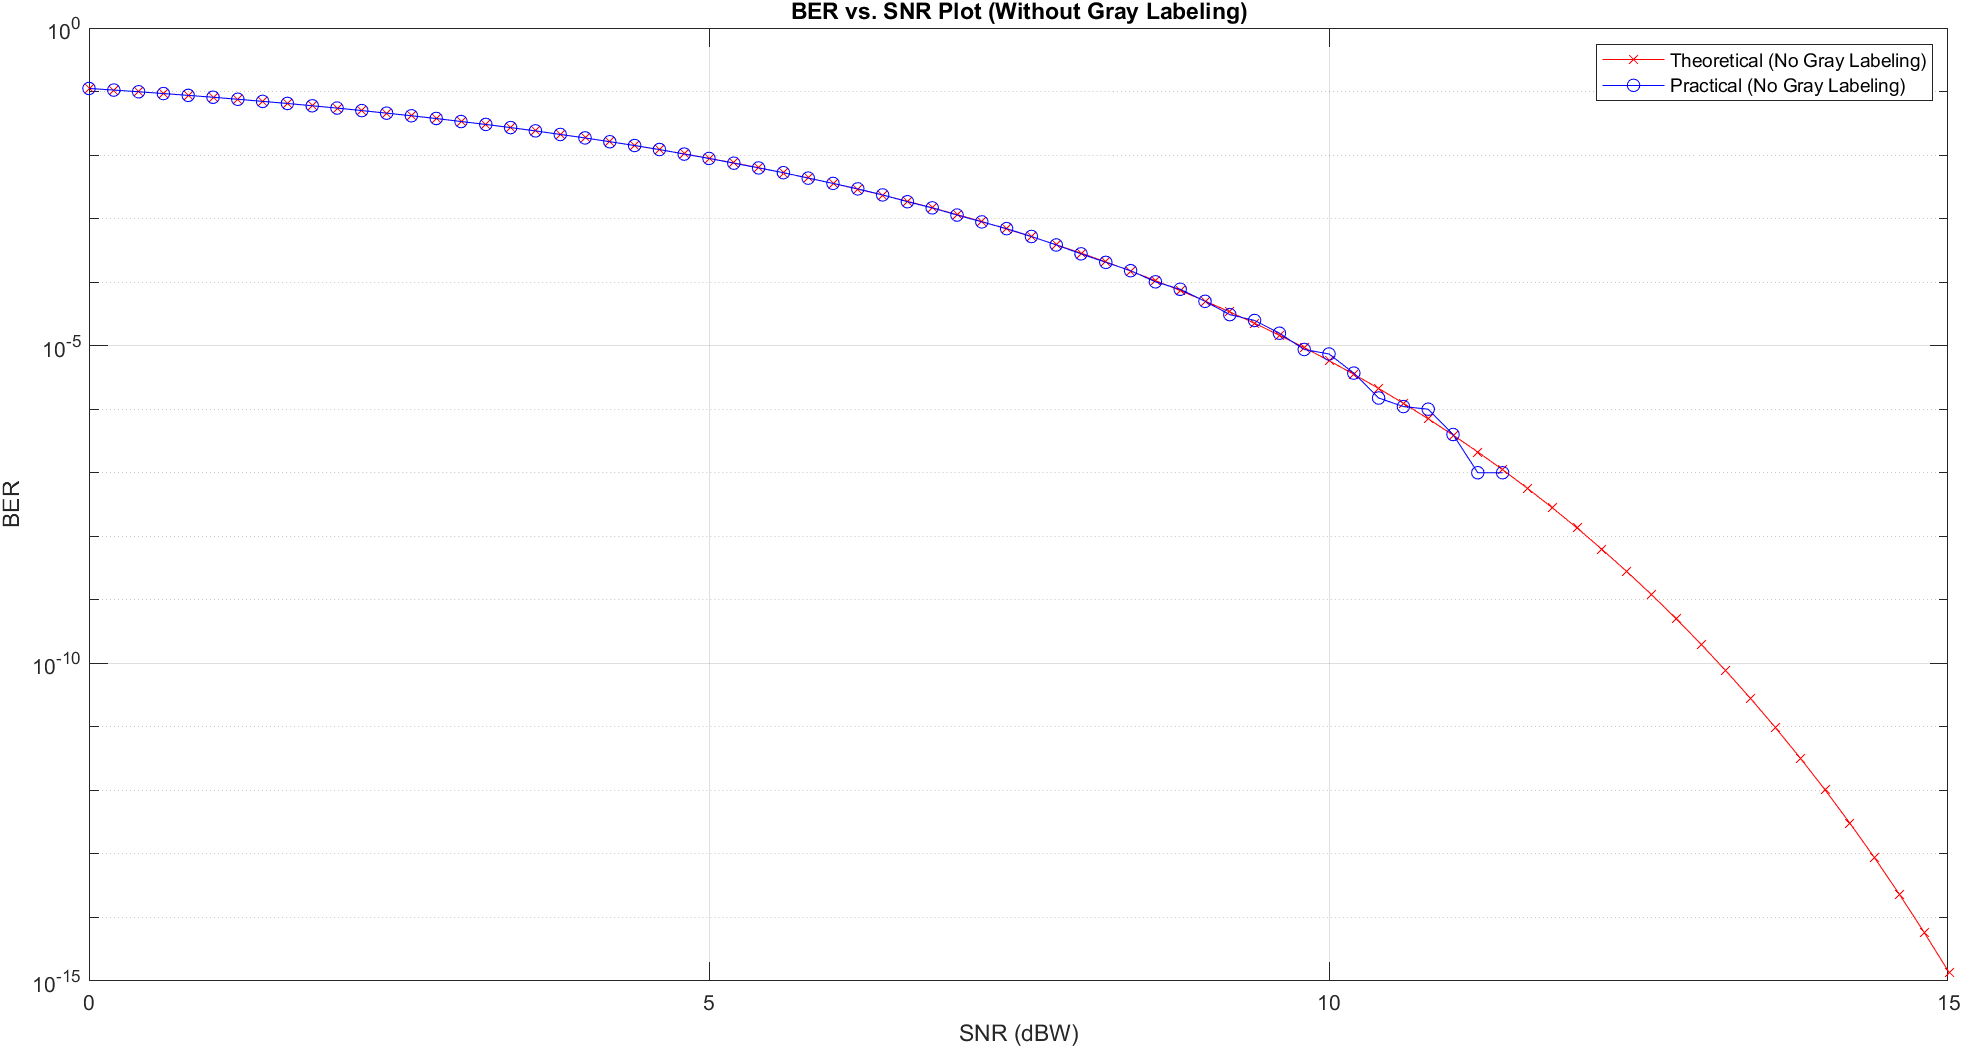 BER vs. SNR Plot (Without Gray Labeling)
Theoretical (No Gray Labeling)
Practical (No Gray Labeling)
10^0
10^-5
10^-10
10^-15
BER
0 5 10 15
SNR (dBW)